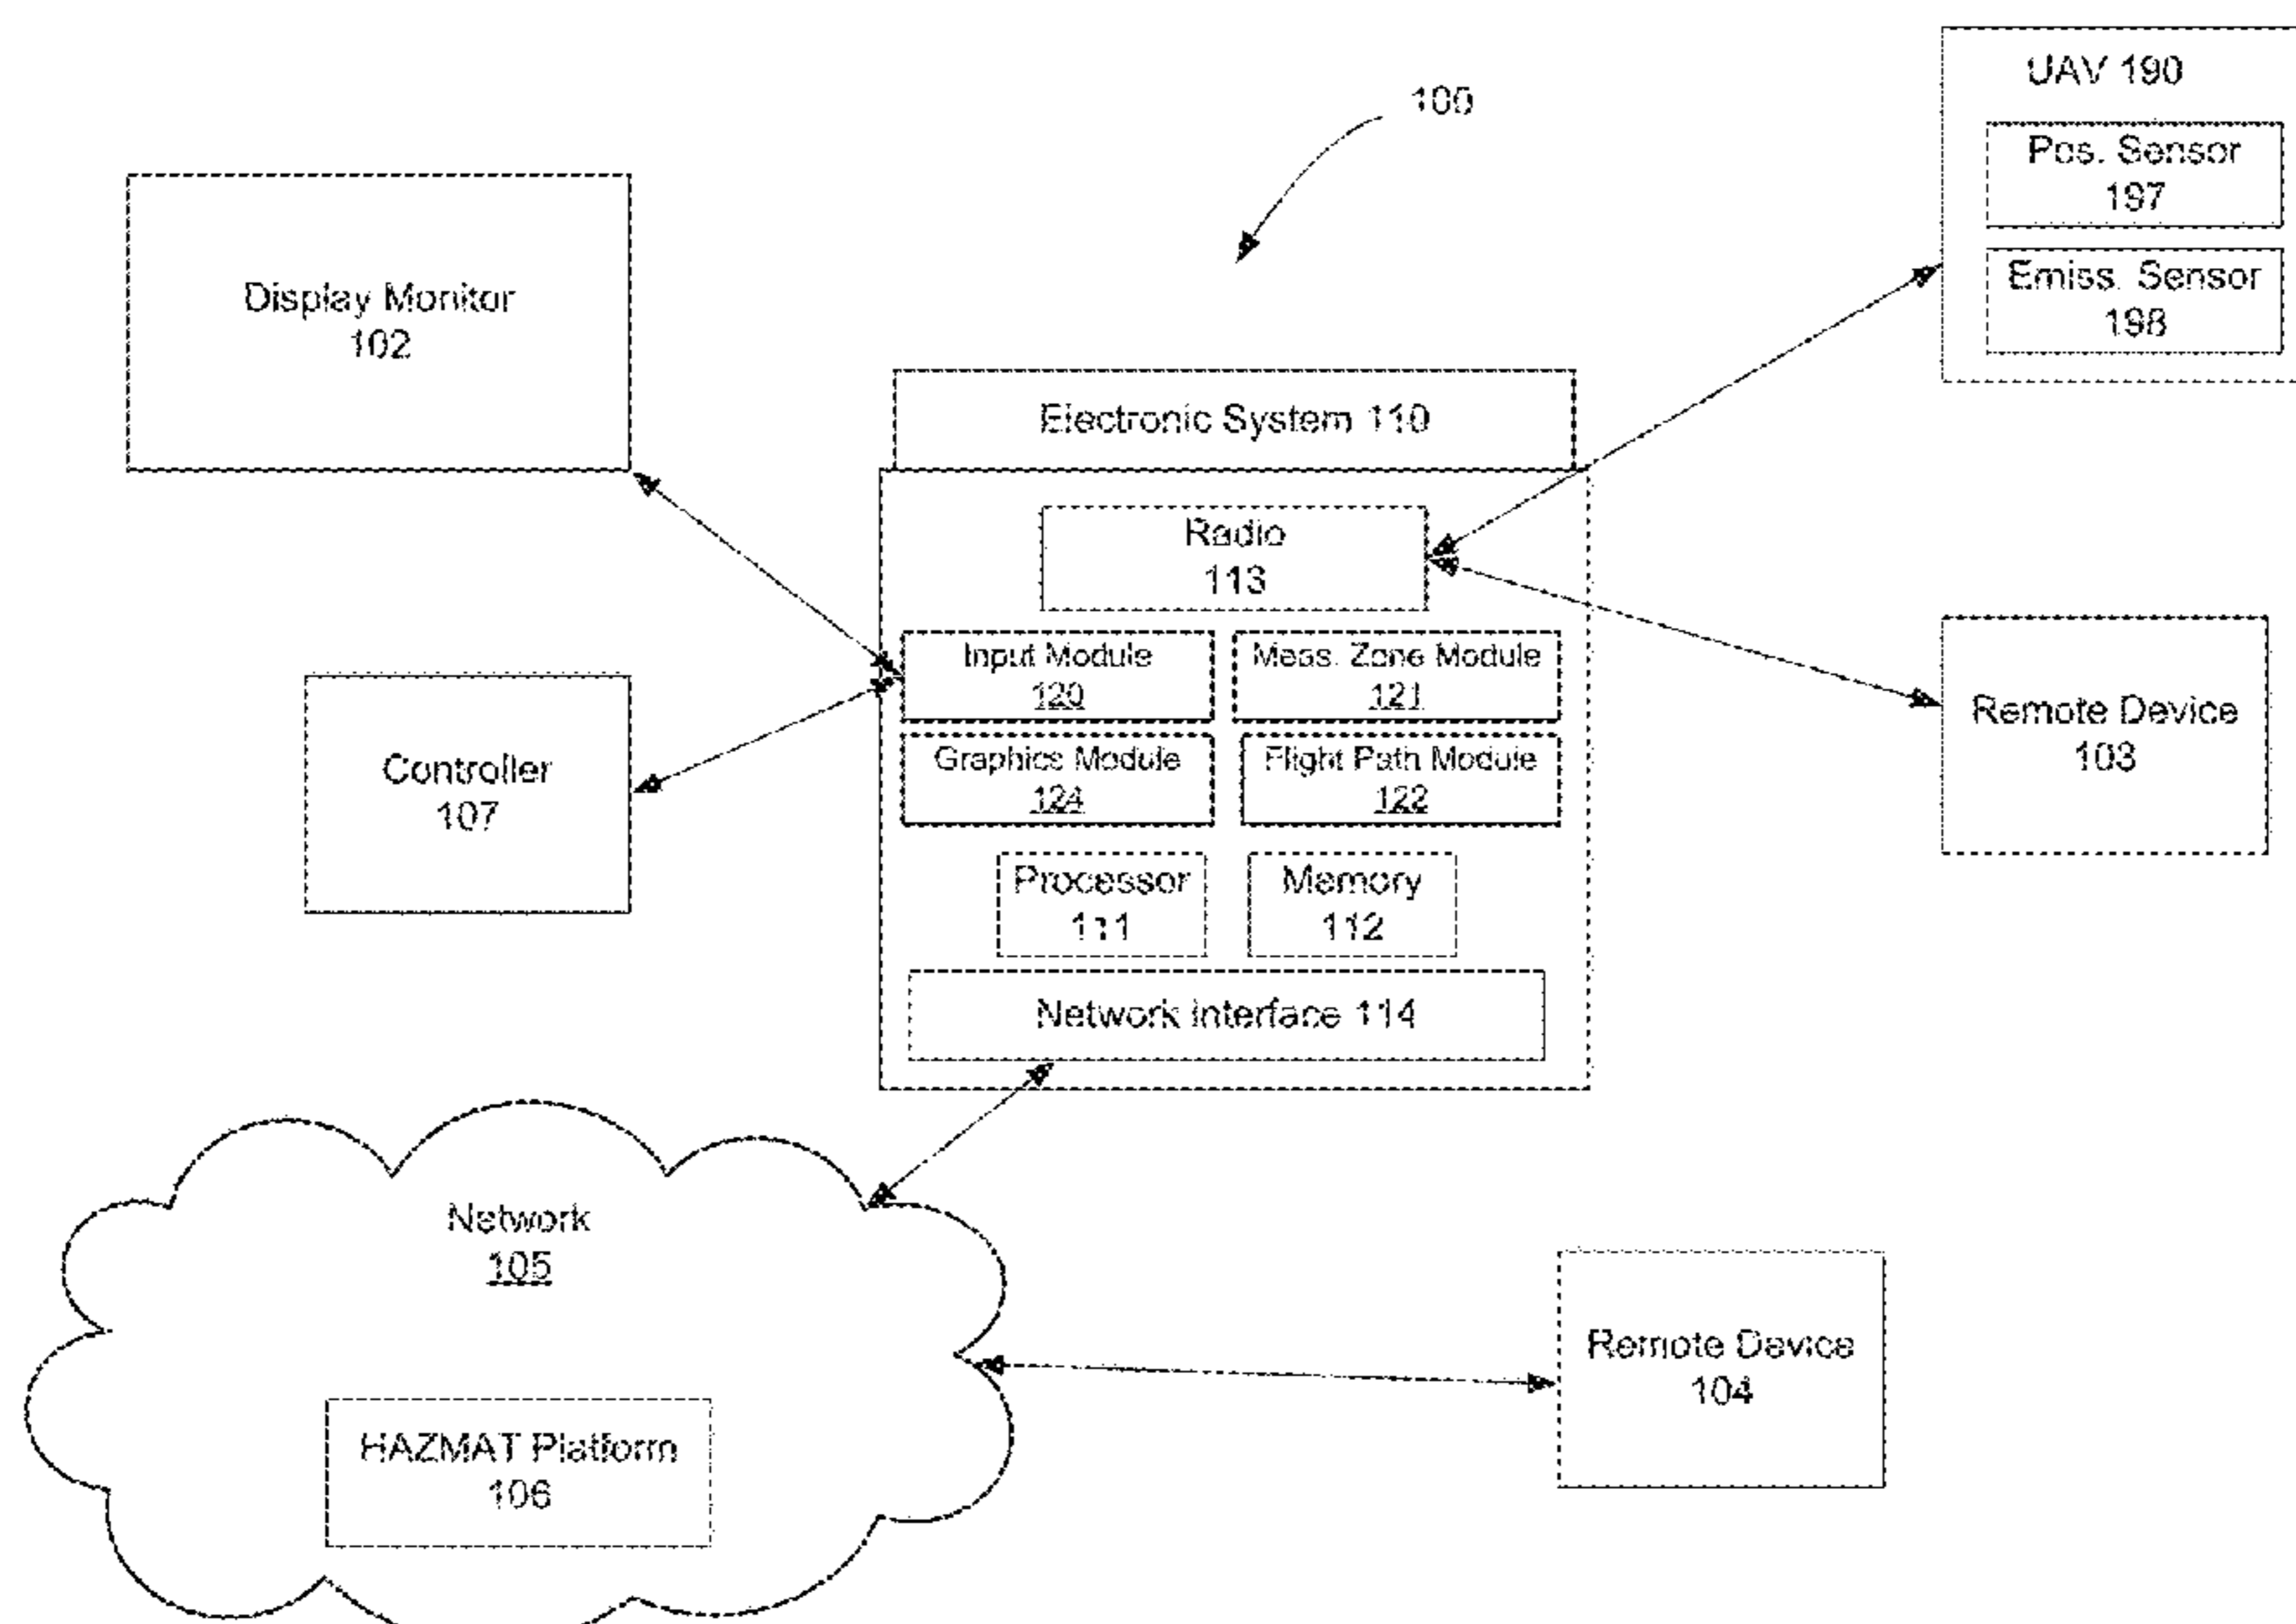 100
UAV 190
Pos. Sensor
197
Emiss. Sensor
198
Display Monitor
102
Electronic System 110
Radio
113
Input Module
120
Meas. Zone Module
121
Graphics Module
124
Flight Path Module
122
Processor
111
Memory
112
Network Interface 114
Controller
107
Remote Device
103
Network
105
HAZMAT Platform
106
Remote Device
104